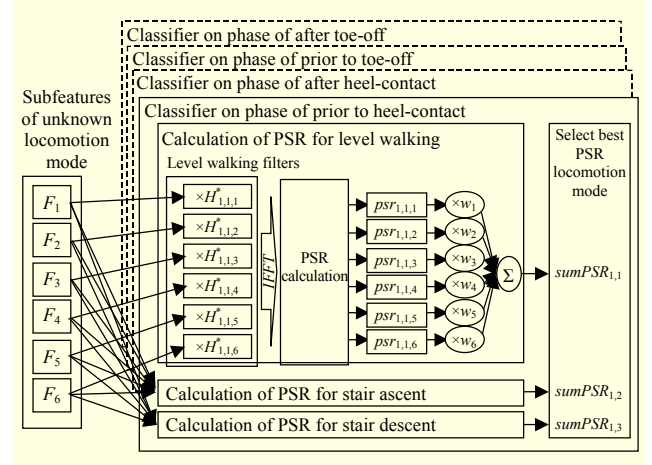 Classifier on phase of after toe-off
Classifier on phase of prior to toe-off
Classifier on phase of after heel-contact
Classifier on phase of prior to heel-contact
Subfeatures
of unknown
locomotion
mode
F1
F2
F3
F4
F5
F6
Calculation of PSR for level walking
Level walking filters
×H*1,1,1
×H*1,1,2
×H*1,1,3
×H*1,1,4
×H*1,1,5
×H*1,1,6
IFFT
PSR
calculation
psr1,1,1
psr1,1,2
psr1,1,3
psr1,1,4
psr1,1,5
psr1,1,6
×w1
×w2
×w3
×w4
×w5
×w6
Σ
Select best
PSR
locomotion
mode
sumPSR1,1
Calculation of PSR for stair ascent
sumPSR1,2
Calculation of PSR for stair descent
sumPSR1,3